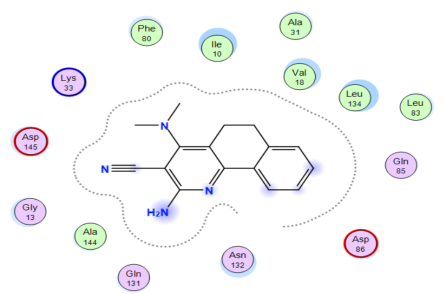 Phe
80
Ile
10
Ala
31
Lys
33
Val
18
Leu
134
Leu
83
Asp
145
N
N
Gln
85
N
H₂N
Gly
13
Ala
144
Asn
132
Asp
86
Gln
131